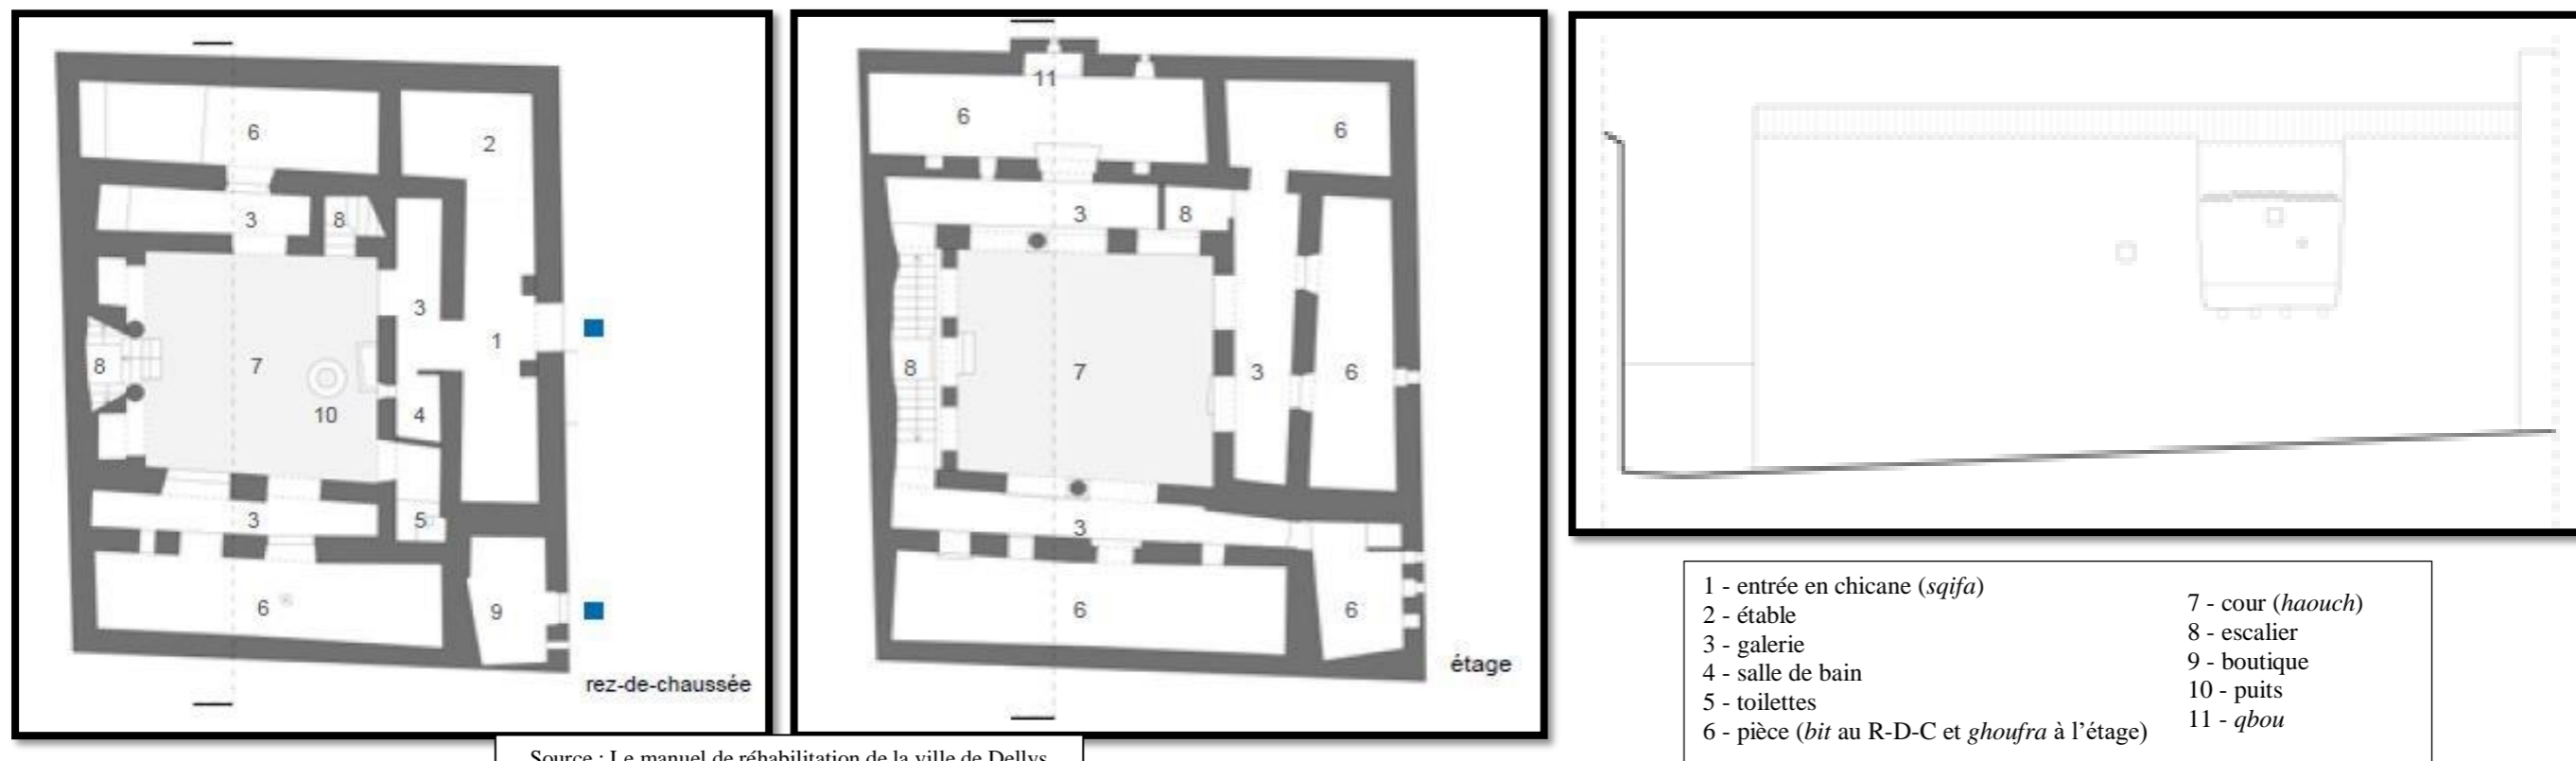 6
2
3
8
3
1
7
8
10
4
3
5
6
9
rez-de-chaussée
11
6
6
3
8
8
7
3
6
3
6
6
étage
1 - entrée en chicane (sqifa)
2 - étable
3 - galerie
4 - salle de bain
5 - toilettes
6 - pièce (bit au R-D-C et ghoufra à l’étage)
7 - cour (haouch)
8 - escalier
9 - boutique
10 - puits
11 - qbou
Source : Le manuel de réhabilitation de la ville de Dellys